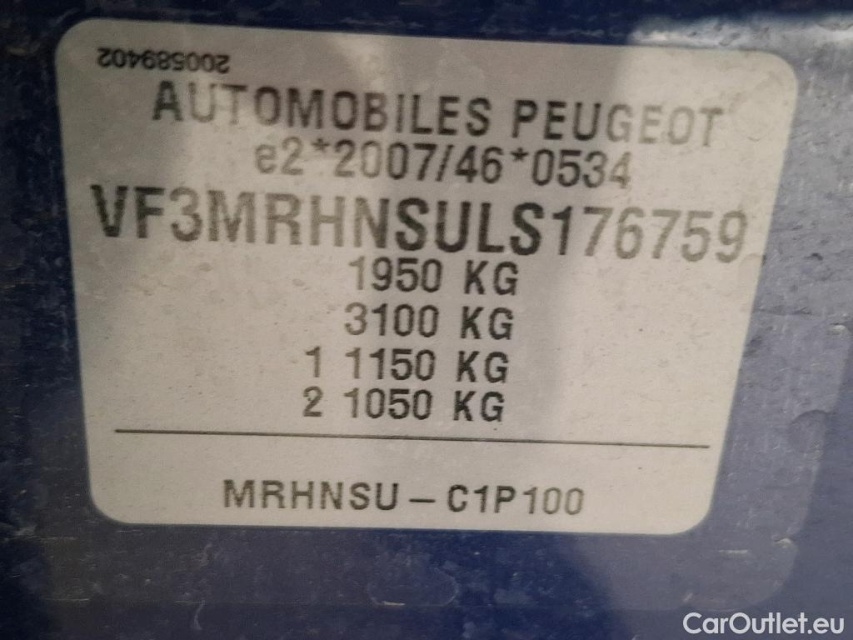 200589402
AUTOMOBILES PEUGEOT
e2*2007/46*0534
VF3MRHNSULS176759
1950 KG
3100 KG
1 1150 KG
2 1050 KG
MRHNSU-C1P100
CarOutlet.eu